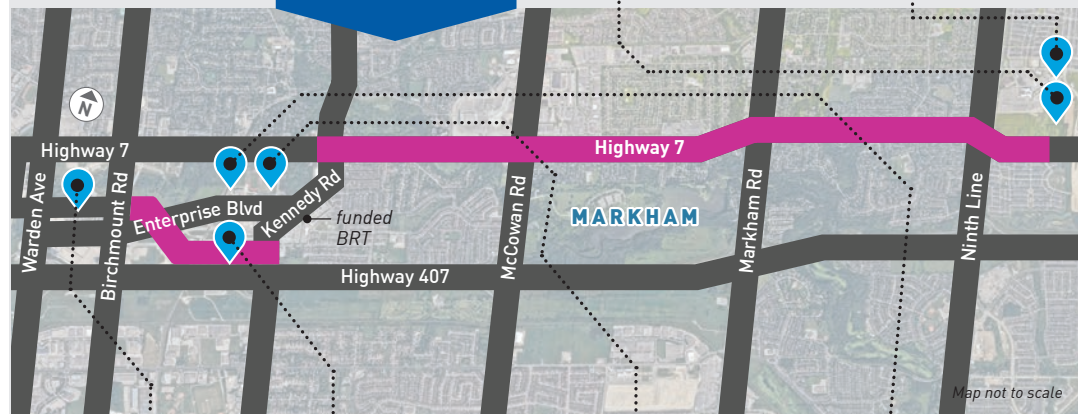 N
Highway 7
Highway 7
Warden Ave
Birchmount Rd
Enterprise Blvd
Kennedy Rd
funded
BRT
McCowan Rd
MARKHAM
Markham Rd
Ninth Line
Highway 407
Map not to scale